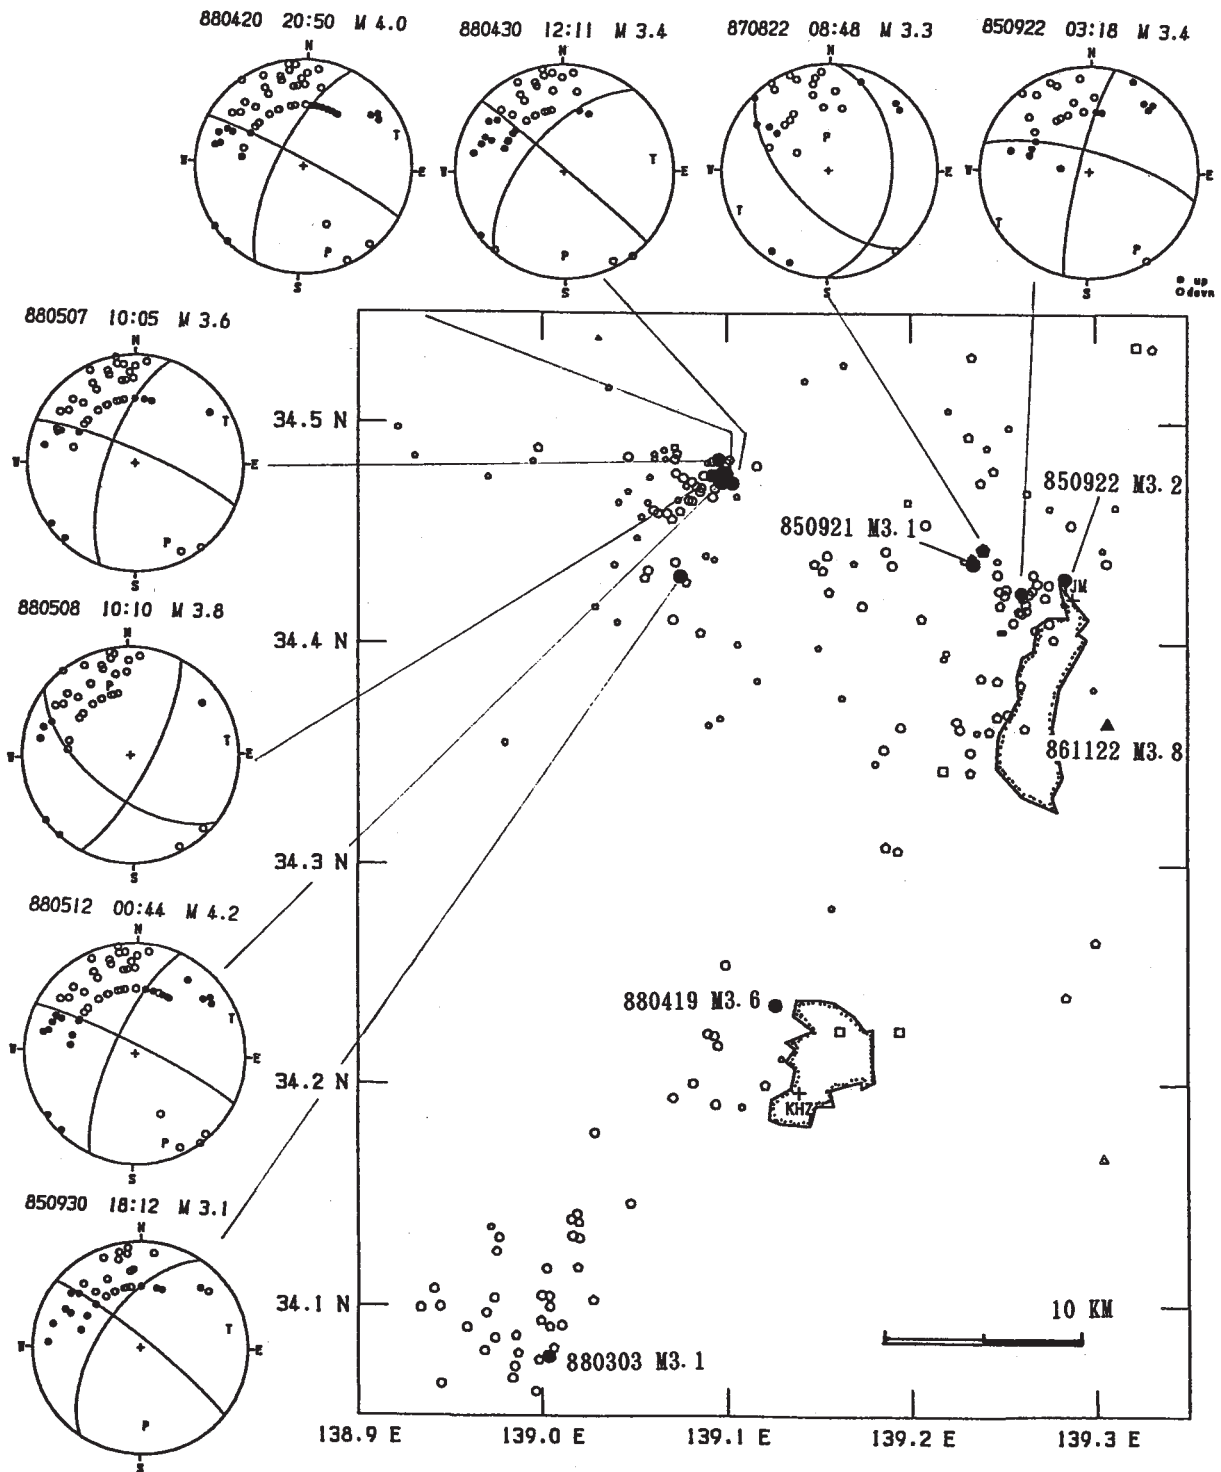 880420 20:50 M 4.0
880430 12:11 M 3.4
870822 08:48 M 3.3
850922 03:18 M 3.4
N
W
E
S
T
P
N
W
E
S
T
P
N
W
E
S
T
P
N
W
E
S
T
P
up
down
880507 10:05 M 3.6
N
W
E
S
T
P
880508 10:10 M 3.8
N
W
E
S
T
P
880512 00:44 M 4.2
N
W
E
S
T
P
850930 18:12 M 3.1
N
W
E
S
T
P
34.5 N
34.4 N
34.3 N
34.2 N
34.1 N
850922 M3.2
850921 M3.1
JM
861122 M3.8
880419 M3.6
KHZ
10 KM
880303 M3.1
138.9 E
139.0 E
139.1 E
139.2 E
139.3 E